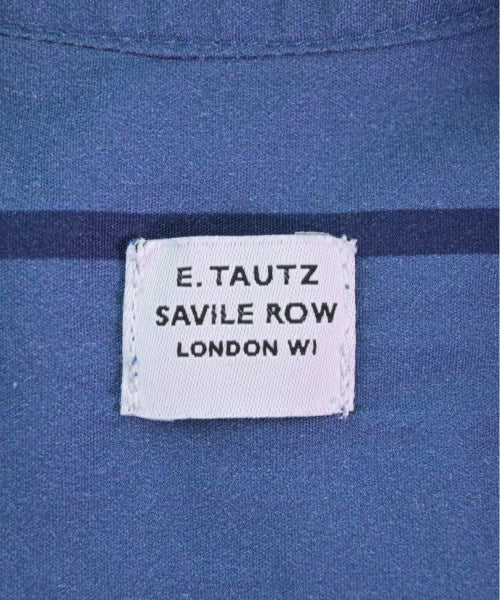 E. TAUTZ
SAVILE ROW
LONDON W1